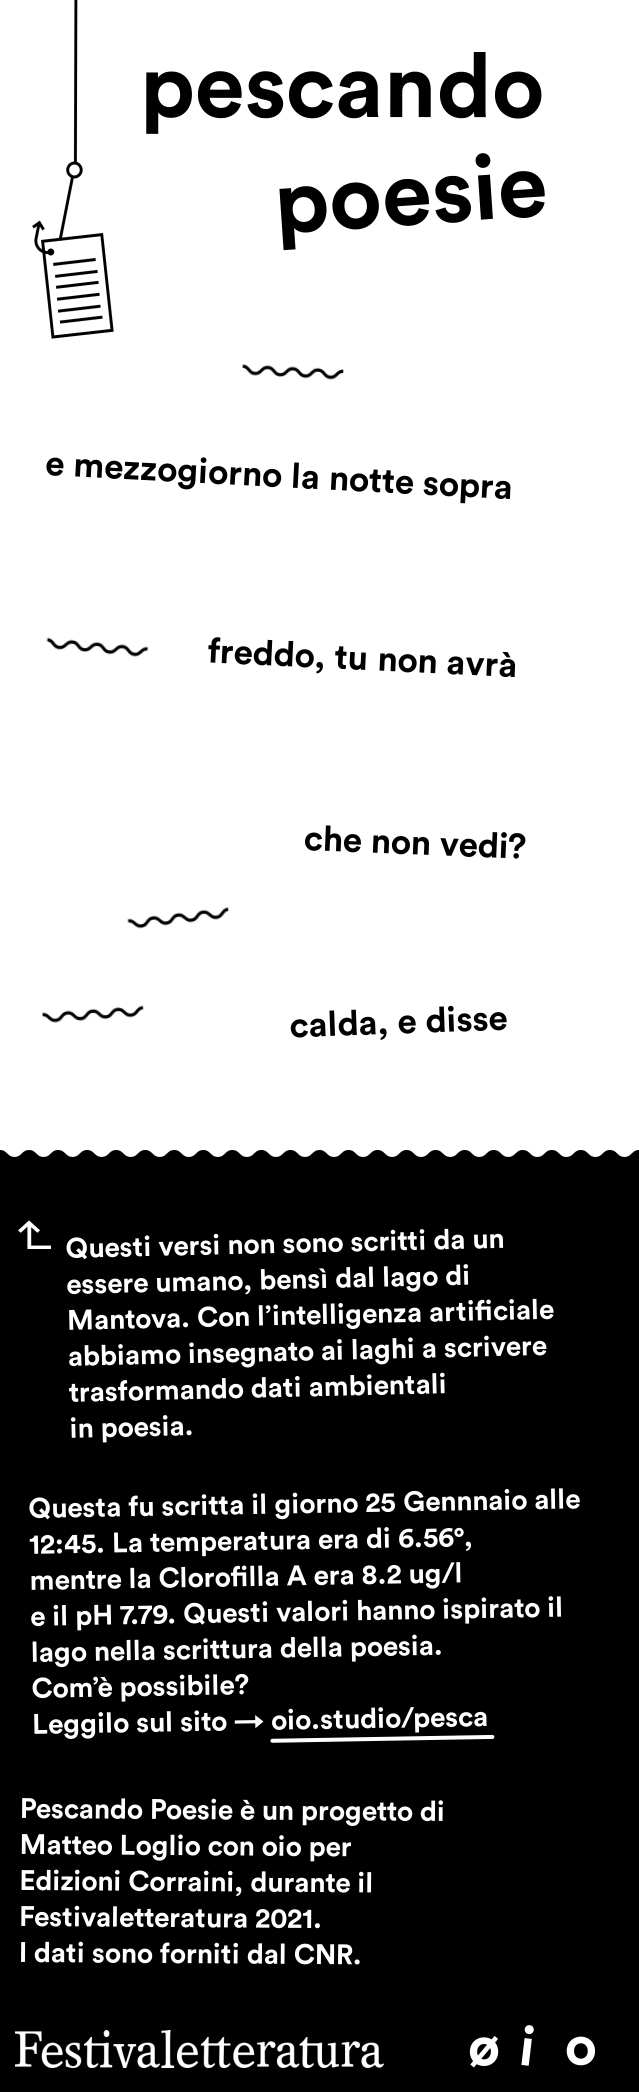 pescando
poesie
e mezzogiorno la notte sopra
freddo, tu non avrà
che non vedi?
calda, e disse
Questi versi non sono scritti da un
essere umano, bensì dal lago di
Mantova. Con l’intelligenza artificiale
abbiamo insegnato ai laghi a scrivere
trasformando dati ambientali
in poesia.
Questa fu scritta il giorno 25 Gennnaio alle
12:45. La temperatura era di 6.56°,
mentre la Clorofilla A era 8.2 ug/l
e il pH 7.79. Questi valori hanno ispirato il
lago nella scrittura della poesia.
Com’è possibile?
Leggilo sul sito → oio.studio/pesca
Pescando Poesie è un progetto di
Matteo Loglio con oio per
Edizioni Corraini, durante il
Festivaletteratura 2021.
I dati sono forniti dal CNR.
Festivaletteratura ø i o